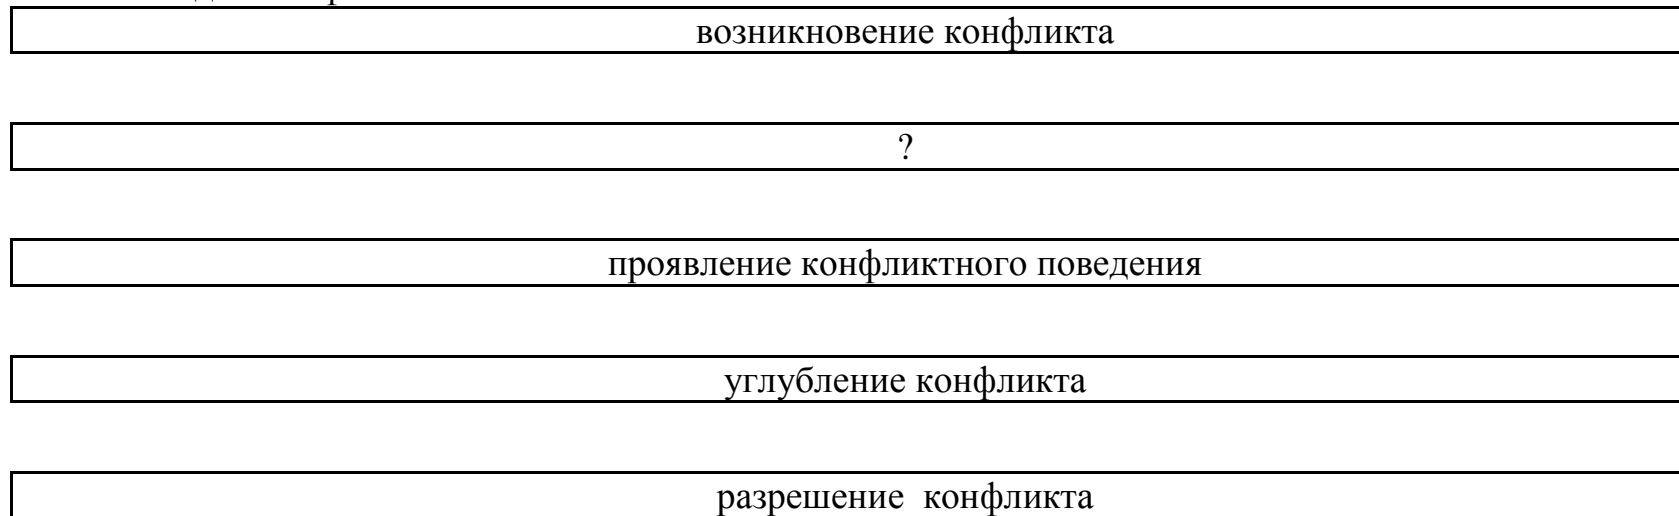 возникновение конфликта
?
проявление конфликтного поведения
углубление конфликта
разрешение конфликта